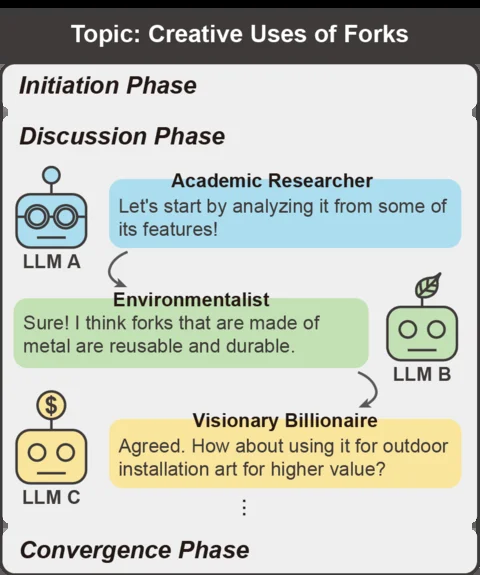 Topic: Creative Uses of Forks
Initiation Phase
Discussion Phase
Academic Researcher
Let's start by analyzing it from some of
its features!
LLM A
Environmentalist
Sure! I think forks that are made of
metal are reusable and durable.
LLM B
$
Visionary Billionaire
Agreed. How about using it for outdoor
installation art for higher value?
LLM C
⋮
Convergence Phase